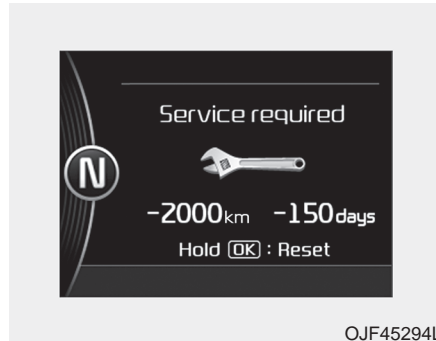 Service required
N
-2000km -150days
Hold OK : Reset
OJF45294L